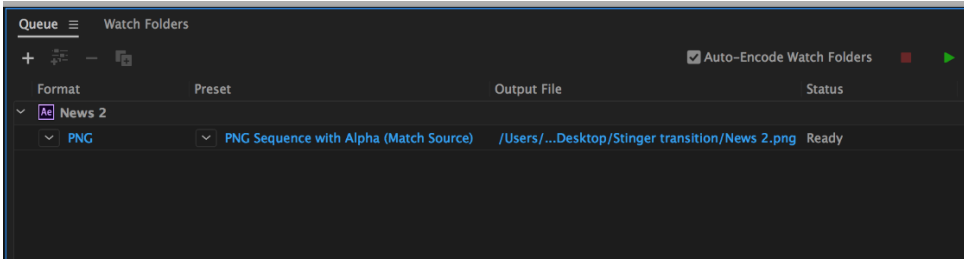 Queue Watch Folders
Auto-Encode Watch Folders
Format Preset Output File Status
Ae News 2
PNG PNG Sequence with Alpha (Match Source) /Users/...Desktop/Stinger transition/News 2.png Ready